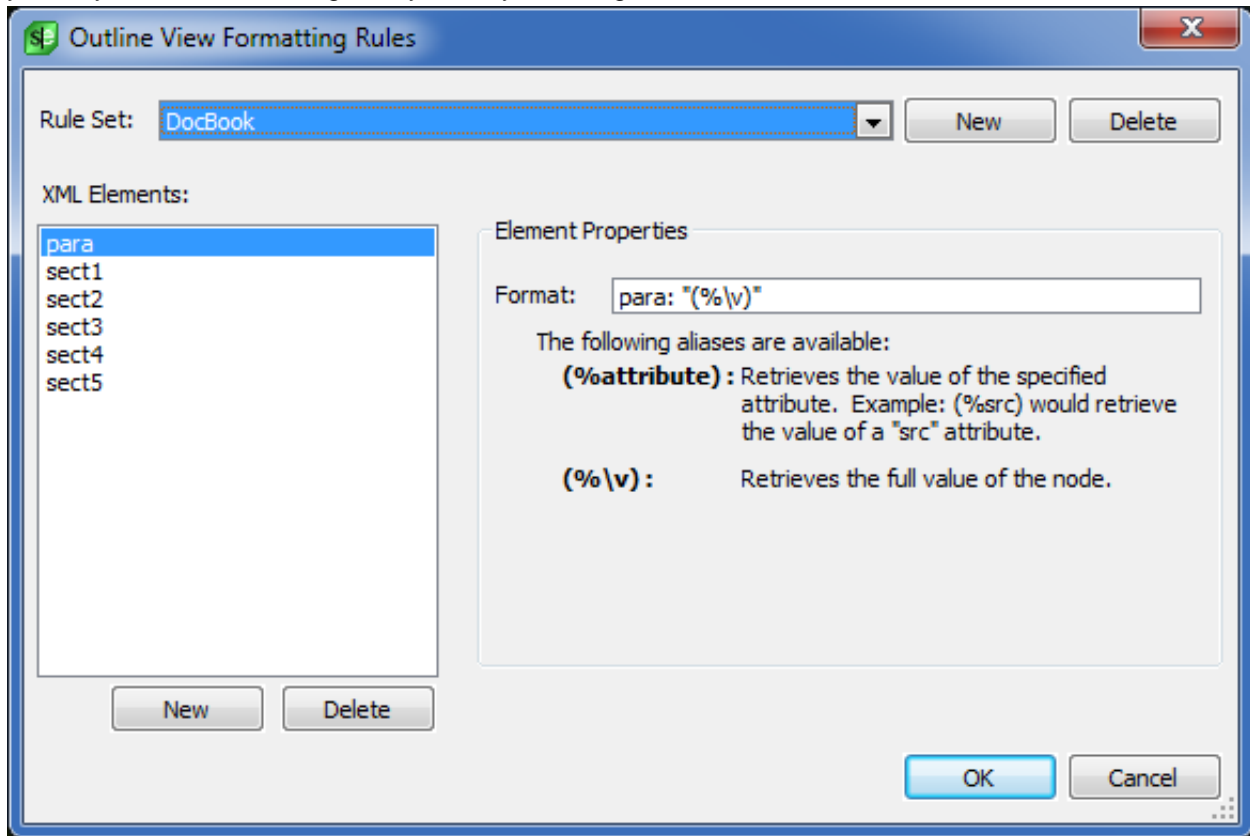 Outline View Formatting Rules
Rule Set: DocBook New Delete
XML Elements:
para
sect1
sect2
sect3
sect4
sect5
New Delete
Element Properties
Format: para: "(%\v)"
The following aliases are available:
(%attribute) : Retrieves the value of the specified
attribute. Example: (%src) would retrieve
the value of a "src" attribute.
(%\v) : Retrieves the full value of the node.
OK Cancel